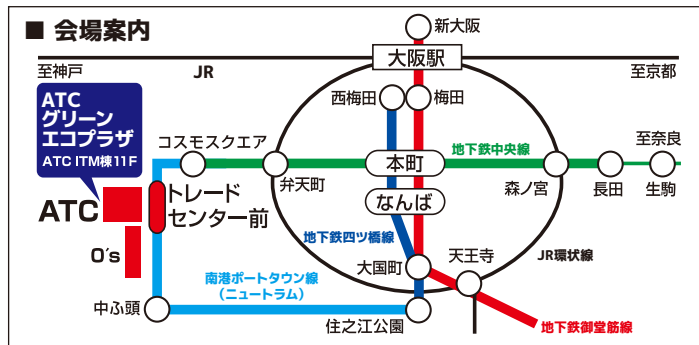 ■ 会場案内
新大阪
大阪駅
至神戸
JR
至京都
ATC
グリーン
エコプラザ
ATC ITM棟11F
西梅田
梅田
コスモスクエア
地下鉄中央線
至奈良
本町
弁天町
森ノ宮
長田
生駒
ATC
トレード
センター前
なんば
地下鉄四ツ橋線
O's
JR環状線
天王寺
大国町
南港ポートタウン線
（ニュートラム）
中ふ頭
住之江公園
地下鉄御堂筋線